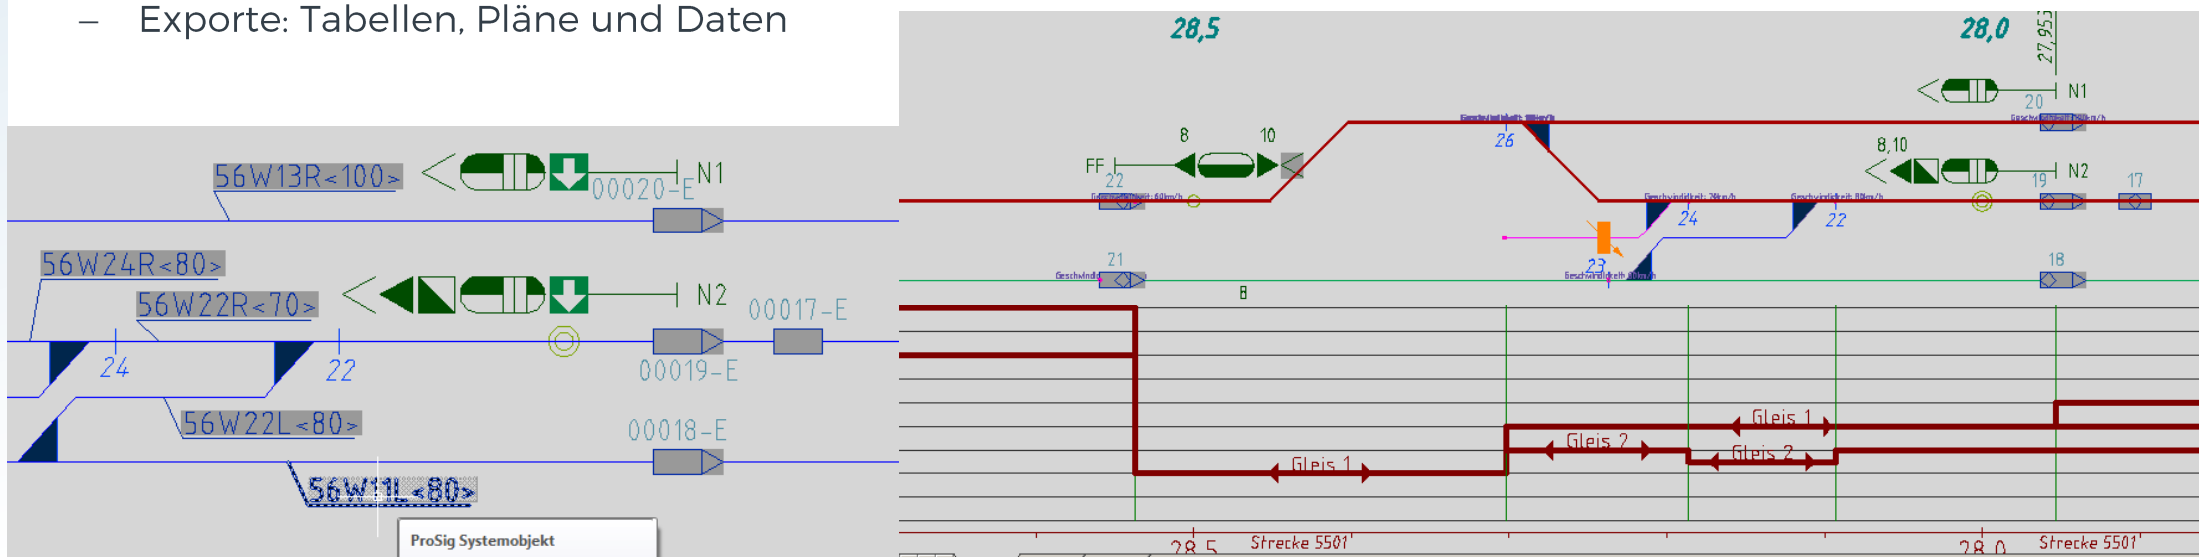 – Exporte: Tabellen, Pläne und Daten
56W13R<100>
N1
00020-E
56W24R<80>
56W22R<70>
N2
00017-E
24
22
00019-E
56W22L<80>
00018-E
56W11L<80>
ProSig Systemobjekt
28,5
28,0
27,953
N1
20
8
10
26
8,10
FF
N2
22
19
17
24
22
23
21
18
8
Gleis 1
Gleis 2
Gleis 2
Gleis 1
28,5
Strecke 5501
28,0
Strecke 5501